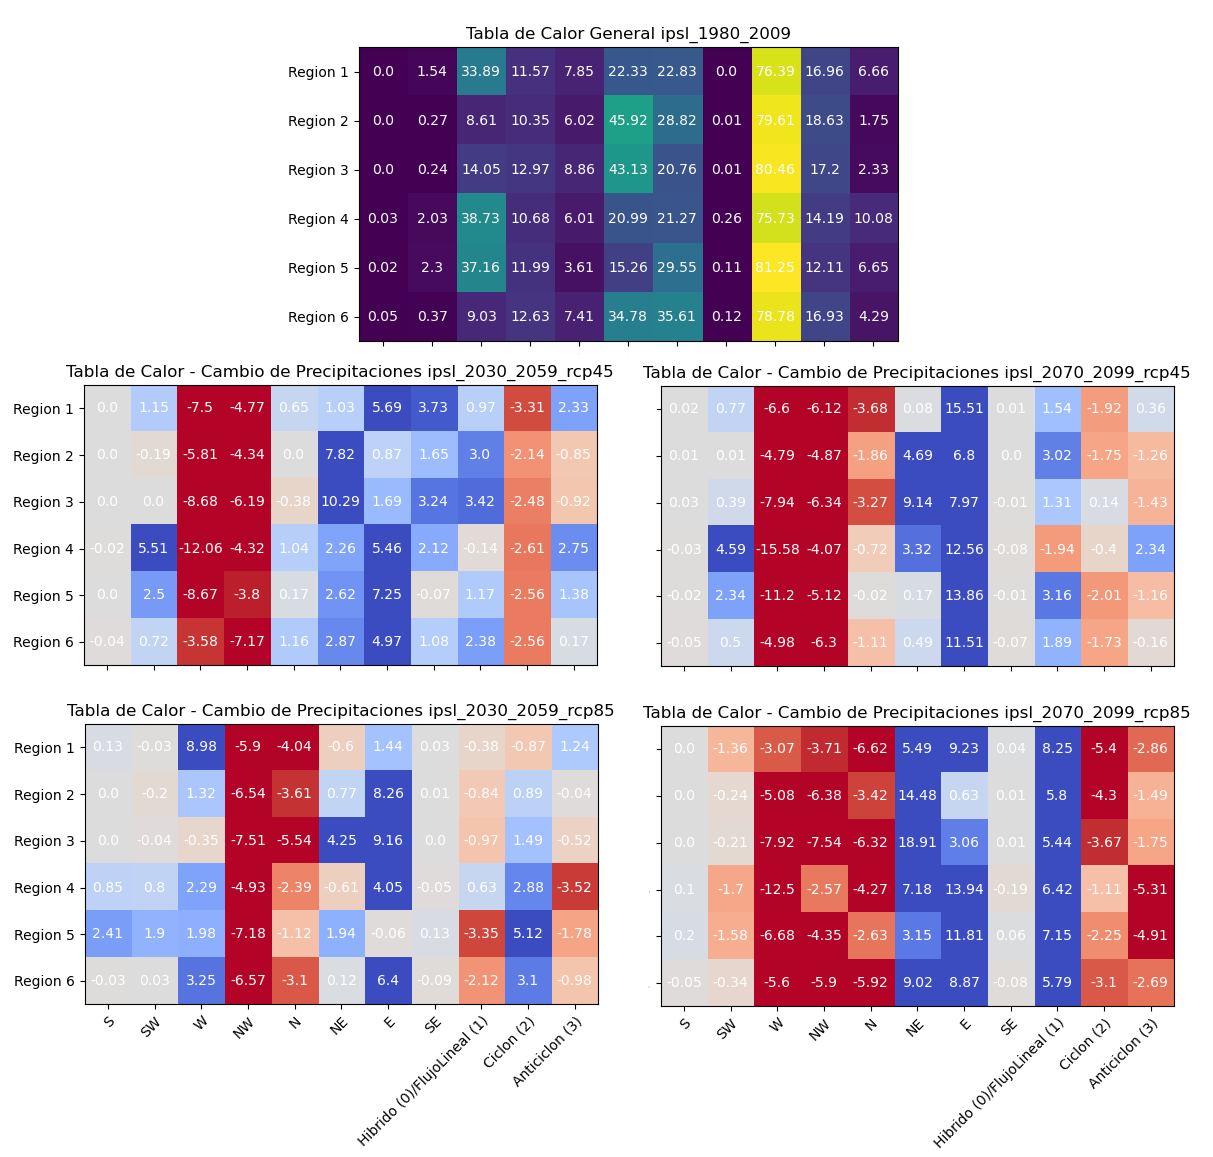 Tabla de Calor General ipsl_1980_2009
Region 1 0.0 1.54 33.89 11.57 7.85 22.33 22.83 0.0 76.39 16.96 6.66
Region 2 0.0 0.27 8.61 10.35 6.02 45.92 28.82 0.01 79.61 18.63 1.75
Region 3 0.0 0.24 14.05 12.97 8.86 43.13 20.76 0.01 80.46 17.2 2.33
Region 4 0.03 2.03 38.73 10.68 6.01 20.99 21.27 0.26 75.73 14.19 10.08
Region 5 0.02 2.3 37.16 11.99 3.61 15.26 29.55 0.11 81.25 12.11 6.65
Region 6 0.05 0.37 9.03 12.63 7.41 34.78 35.61 0.12 78.78 16.93 4.29
Tabla de Calor - Cambio de Precipitaciones ipsl_2030_2059_rcp45
Region 1 0.0 1.15 -7.5 -4.77 0.65 1.03 5.69 3.73 0.97 -3.31 2.33
Region 2 0.0 -0.19 -5.81 -4.34 0.0 7.82 0.87 1.65 3.0 -2.14 -0.85
Region 3 0.0 0.0 -8.68 -6.19 -0.38 10.29 1.69 3.24 3.42 -2.48 -0.92
Region 4 -0.02 5.51 -12.06 -4.32 1.04 2.26 5.46 2.12 -0.14 -2.61 2.75
Region 5 0.0 2.5 -8.67 -3.8 0.17 2.62 7.25 -0.07 1.17 -2.56 1.38
Region 6 -0.04 0.72 -3.58 -7.17 1.16 2.87 4.97 1.08 2.38 -2.56 0.17
Tabla de Calor - Cambio de Precipitaciones ipsl_2070_2099_rcp45
0.02 0.77 -6.6 -6.12 -3.68 0.08 15.51 0.01 1.54 -1.92 0.36
0.01 0.01 -4.79 -4.87 -1.86 4.69 6.8 0.0 3.02 -1.75 -1.26
0.03 0.39 -7.94 -6.34 -3.27 9.14 7.97 -0.01 1.31 0.14 -1.43
-0.03 4.59 -15.58 -4.07 -0.72 3.32 12.56 -0.08 -1.94 -0.4 2.34
-0.02 2.34 -11.2 -5.12 -0.02 0.17 13.86 -0.02 3.16 -2.01 -1.16
-0.05 0.5 -4.98 -6.3 -1.11 0.49 11.51 -0.07 1.89 -1.73 -0.16
Tabla de Calor - Cambio de Precipitaciones ipsl_2030_2059_rcp85
Region 1 0.13 -0.03 8.98 -5.9 -4.04 -0.6 1.44 0.03 -0.38 -0.87 1.24
Region 2 0.0 -0.2 1.32 -6.54 -3.61 0.77 8.26 0.01 -0.84 0.89 -0.04
Region 3 0.0 -0.04 -0.35 -7.51 -5.54 4.25 9.16 0.0 -0.97 1.49 -0.52
Region 4 0.85 0.8 2.29 -4.93 -2.39 -0.61 4.05 -0.05 0.63 2.88 -3.52
Region 5 2.41 1.9 1.98 -7.18 -1.12 1.94 -0.06 0.13 -3.35 5.12 -1.78
Region 6 -0.03 0.03 3.25 -6.57 -3.1 0.12 6.4 -0.09 -2.12 3.1 -0.98
S SW W NW N NE E SE Hibrido (0)/FlujoLineal (1) Ciclon (2) Anticiclon (3)
Tabla de Calor - Cambio de Precipitaciones ipsl_2070_2099_rcp85
0.0 -1.36 -3.07 -3.71 -6.62 5.49 9.23 0.04 8.25 -5.4 -2.86
0.0 -0.24 -5.08 -6.38 -3.42 14.48 0.63 0.01 5.8 -4.3 -1.49
0.0 -0.21 -7.92 -7.54 -6.32 18.91 3.06 0.01 5.44 -3.67 -1.75
0.1 -1.7 -12.5 -2.57 -4.27 7.18 13.94 -0.19 6.42 -1.11 -5.31
0.2 -1.58 -6.68 -4.35 -2.63 3.15 11.81 0.06 7.15 -2.25 -4.91
-0.05 -0.34 -5.6 -5.9 -5.92 9.02 8.87 -0.08 5.79 -3.1 -2.69
S SW W NW N NE E SE Hibrido (0)/FlujoLineal (1) Ciclon (2) Anticiclon (3)